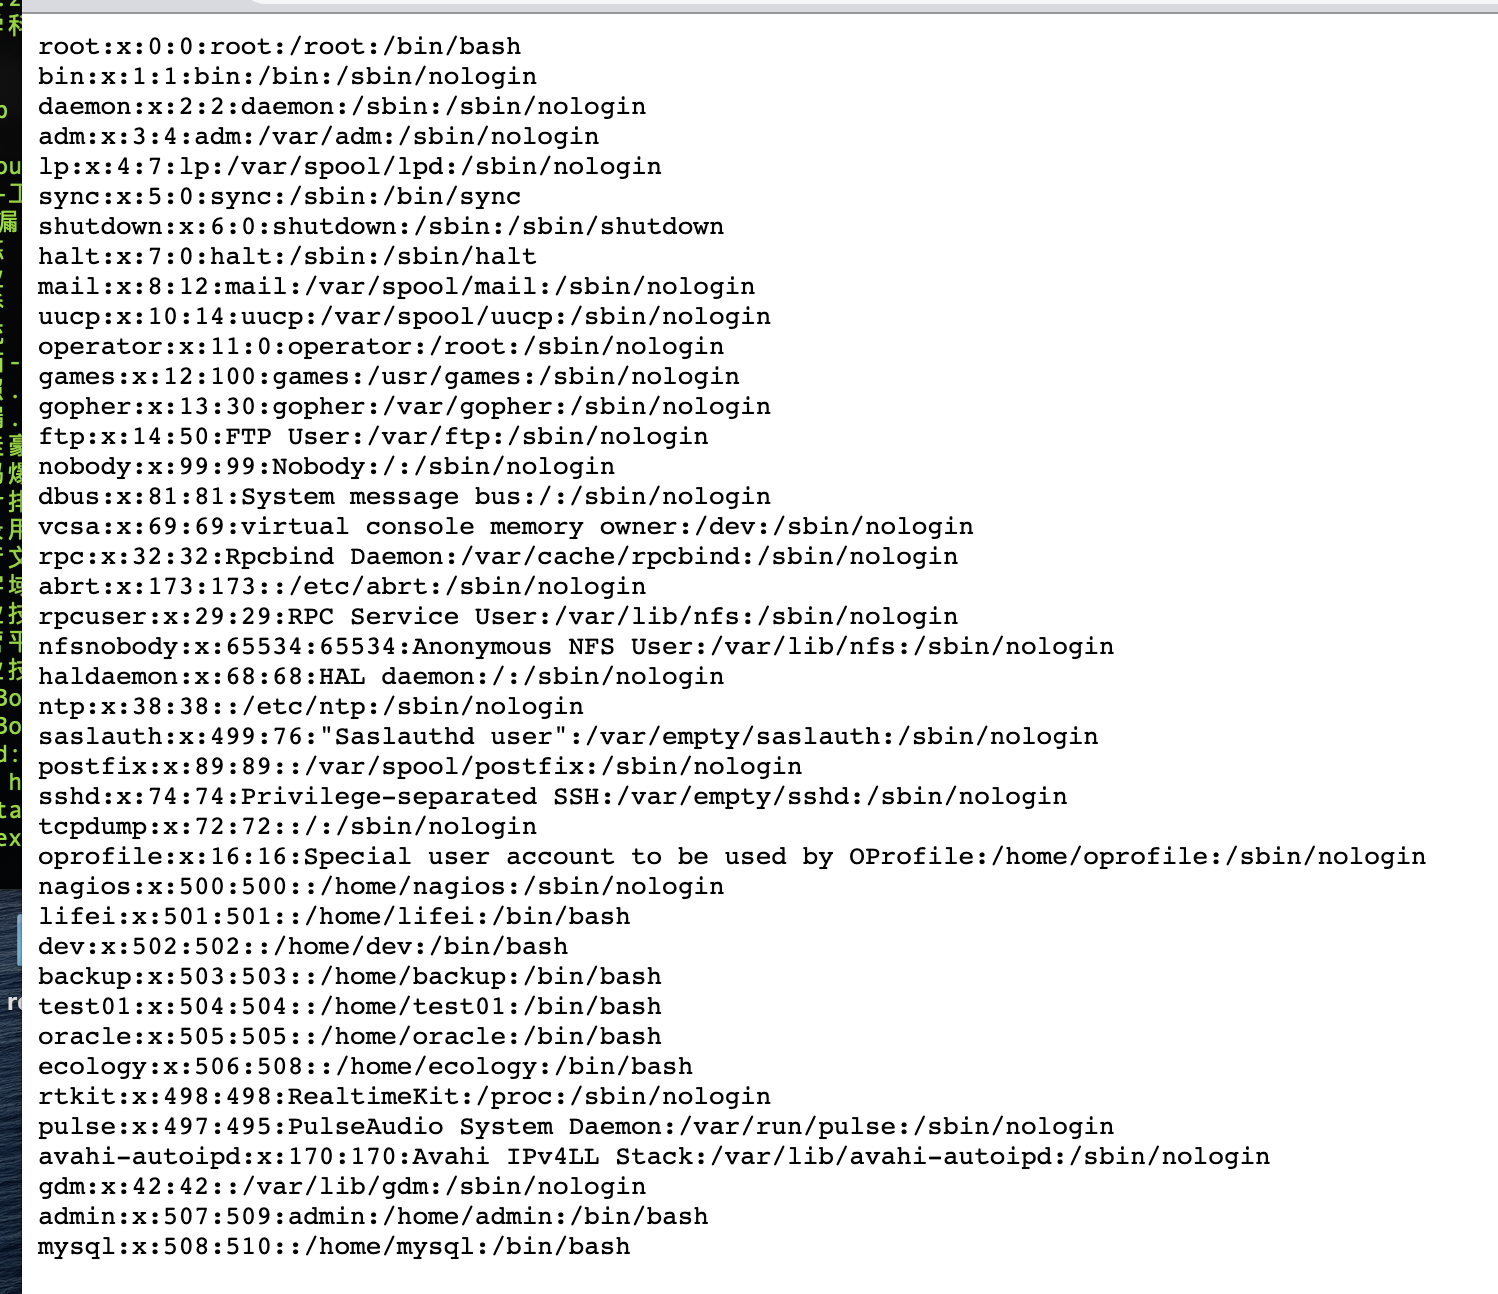 root:x:0:0:root:/root:/bin/bash
bin:x:1:1:bin:/bin:/sbin/nologin
daemon:x:2:2:daemon:/sbin:/sbin/nologin
adm:x:3:4:adm:/var/adm:/sbin/nologin
lp:x:4:7:lp:/var/spool/lpd:/sbin/nologin
sync:x:5:0:sync:/sbin:/bin/sync
shutdown:x:6:0:shutdown:/sbin:/sbin/shutdown
halt:x:7:0:halt:/sbin:/sbin/halt
mail:x:8:12:mail:/var/spool/mail:/sbin/nologin
uucp:x:10:14:uucp:/var/spool/uucp:/sbin/nologin
operator:x:11:0:operator:/root:/sbin/nologin
games:x:12:100:games:/usr/games:/sbin/nologin
gopher:x:13:30:gopher:/var/gopher:/sbin/nologin
ftp:x:14:50:FTP User:/var/ftp:/sbin/nologin
nobody:x:99:99:Nobody:/:/sbin/nologin
dbus:x:81:81:System message bus:/:/sbin/nologin
vcsa:x:69:69:virtual console memory owner:/dev:/sbin/nologin
rpc:x:32:32:Rpcbind Daemon:/var/cache/rpcbind:/sbin/nologin
abrt:x:173:173::/etc/abrt:/sbin/nologin
rpcuser:x:29:29:RPC Service User:/var/lib/nfs:/sbin/nologin
nfsnobody:x:65534:65534:Anonymous NFS User:/var/lib/nfs:/sbin/nologin
haldaemon:x:68:68:HAL daemon:/:/sbin/nologin
ntp:x:38:38::/etc/ntp:/sbin/nologin
saslauth:x:499:76:"Saslauthd user":/var/empty/saslauth:/sbin/nologin
postfix:x:89:89::/var/spool/postfix:/sbin/nologin
sshd:x:74:74:Privilege-separated SSH:/var/empty/sshd:/sbin/nologin
tcpdump:x:72:72::/:/sbin/nologin
oprofile:x:16:16:Special user account to be used by OProfile:/home/oprofile:/sbin/nologin
nagios:x:500:500::/home/nagios:/sbin/nologin
lifei:x:501:501::/home/lifei:/bin/bash
dev:x:502:502::/home/dev:/bin/bash
backup:x:503:503::/home/backup:/bin/bash
test01:x:504:504::/home/test01:/bin/bash
oracle:x:505:505::/home/oracle:/bin/bash
ecology:x:506:508::/home/ecology:/bin/bash
rtkit:x:498:498:RealtimeKit:/proc:/sbin/nologin
pulse:x:497:495:PulseAudio System Daemon:/var/run/pulse:/sbin/nologin
avahi-autoipd:x:170:170:Avahi IPv4LL Stack:/var/lib/avahi-autoipd:/sbin/nologin
gdm:x:42:42::/var/lib/gdm:/sbin/nologin
admin:x:507:509:admin:/home/admin:/bin/bash
mysql:x:508:510::/home/mysql:/bin/bash